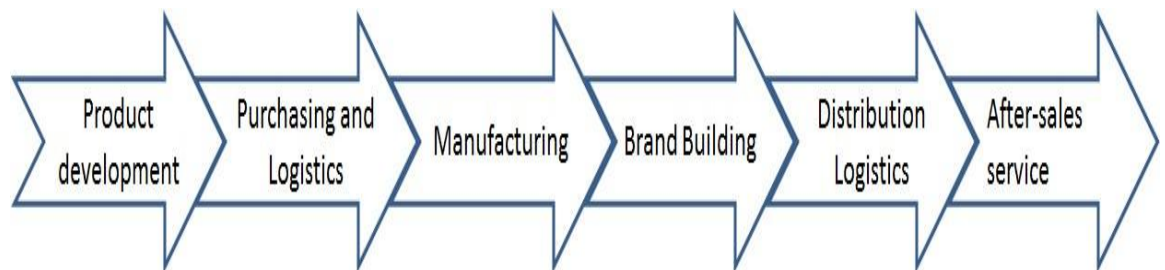 Product
development
Purchasing and
Logistics
Manufacturing
Brand Building
Distribution
Logistics
After-sales
service